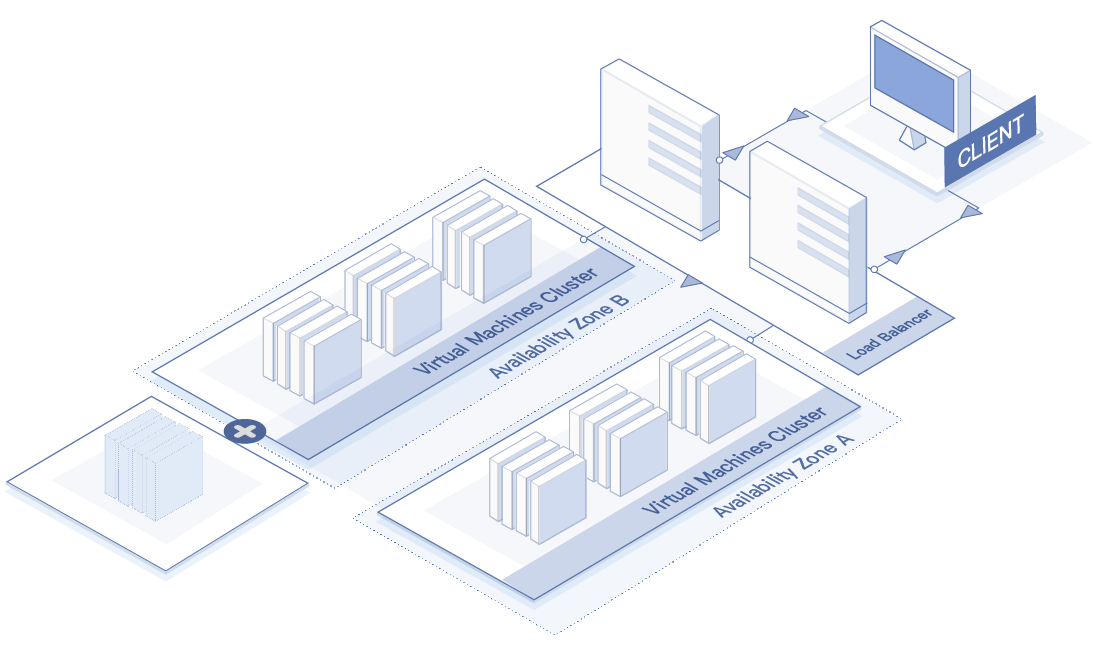 CLIENT
Load Balancer
Virtual Machines Cluster
Availability Zone B
Virtual Machines Cluster
Availability Zone A